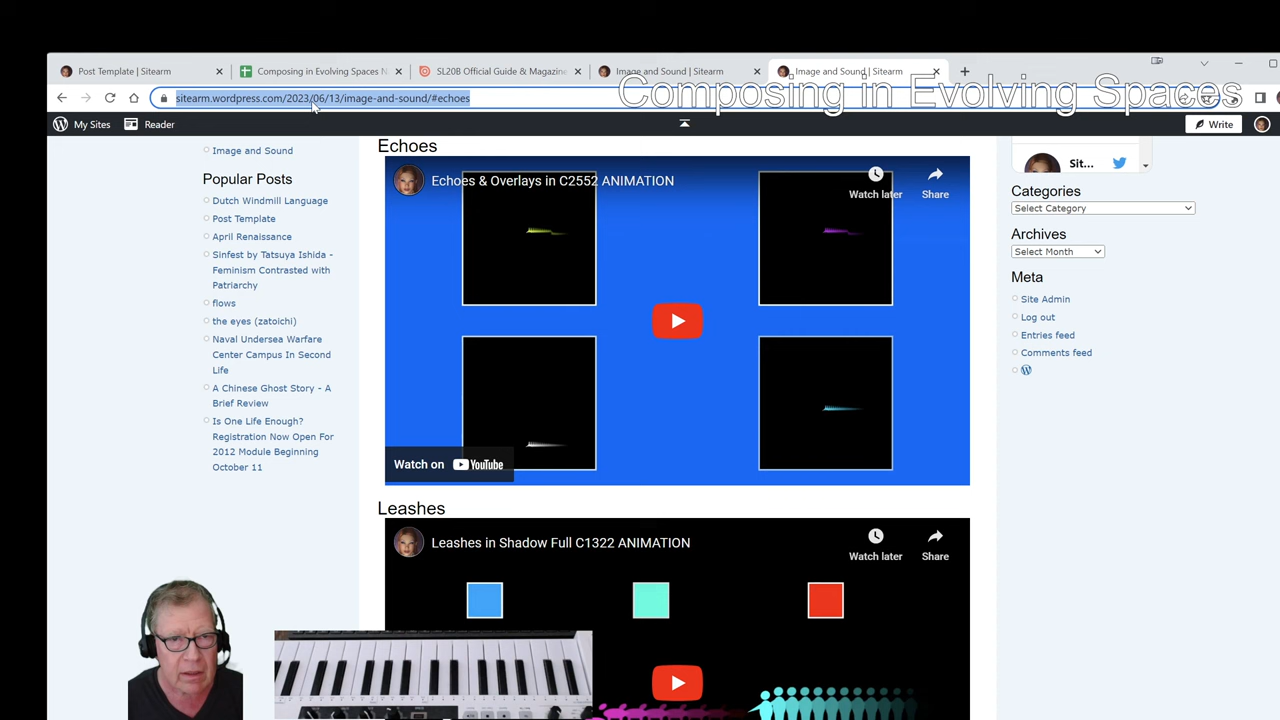 Post Template | Sitearm
Composing in Evolving Spaces N
SL20B Official Guide & Magazine
Image and Sound | Sitearm
Image and Sound | Sitearm
Composing in Evolving Spaces
sitearm.wordpress.com/2023/06/13/image-and-sound/#echoes
My Sites
Reader
Write
Image and Sound
Popular Posts
Dutch Windmill Language
Post Template
April Renaissance
Sinfest by Tatsuya Ishida -
Feminism Contrasted with
Patriarchy
flows
the eyes (zatoichi)
Naval Undersea Warfare
Center Campus In Second
Life
A Chinese Ghost Story - A
Brief Review
Is One Life Enough?
Registration Now Open For
2012 Module Beginning
October 11
Echoes
Echoes & Overlays in C2552 ANIMATION
Watch later
Share
Watch on YouTube
Leashes
Leashes in Shadow Full C1322 ANIMATION
Watch later
Share
Sit...
Categories
Select Category
Archives
Select Month
Meta
Site Admin
Log out
Entries feed
Comments feed